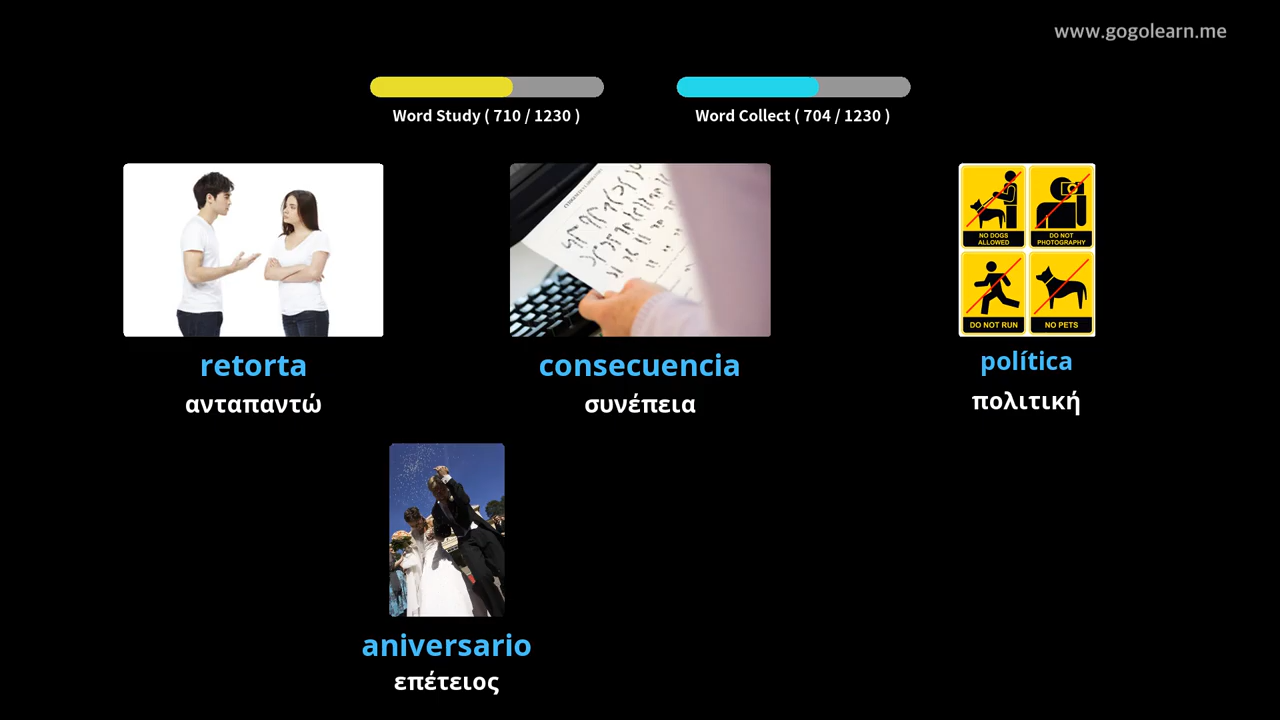 www.gogolearn.me
Word Study ( 710 / 1230 )
Word Collect ( 704 / 1230 )
NO DOGS
ALLOWED
DO NOT
PHOTOGRAPHY
DO NOT RUN
NO PETS
retorta
ανταπαντώ
consecuencia
συνέπεια
política
πολιτική
aniversario
επέτειος